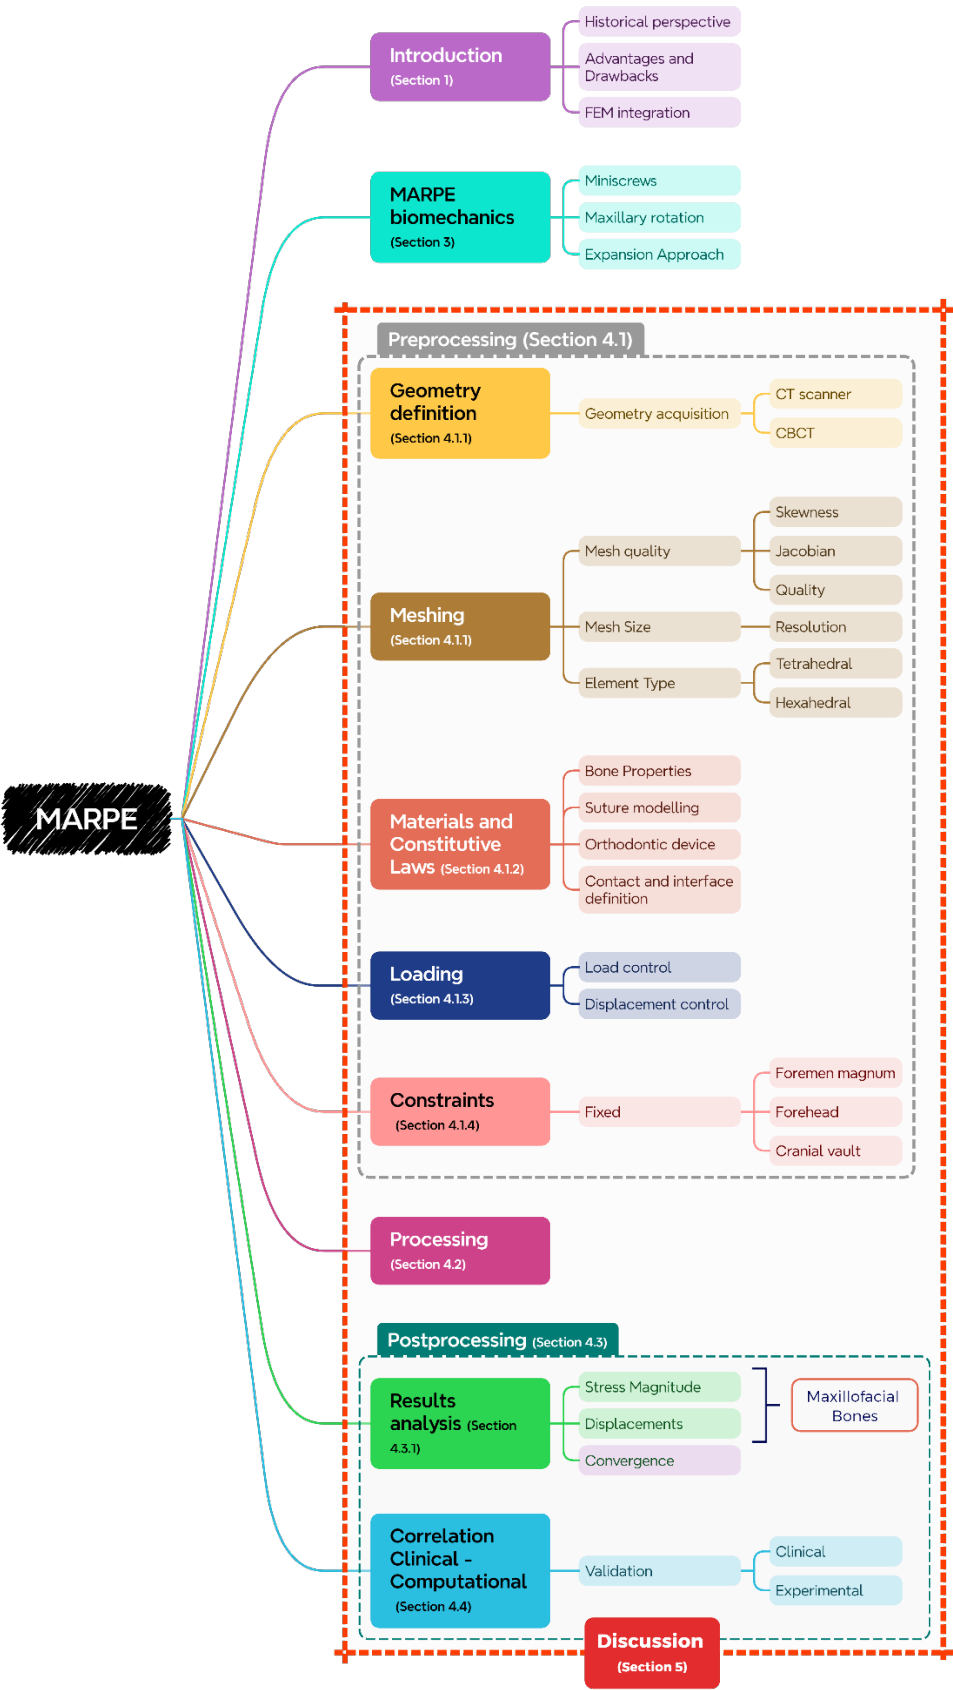 Introduction
(Section 1)
Historical perspective
Advantages and
Drawbacks
FEM integration
MARPE
biomechanics
(Section 3)
Miniscrews
Maxillary rotation
Expansion Approach
Preprocessing (Section 4.1)
Geometry
definition
(Section 4.1.1)
Geometry acquisition
CT scanner
CBCT
Meshing
(Section 4.1.1)
Mesh quality
Skewness
Jacobian
Quality
Mesh Size
Resolution
Element Type
Tetrahedral
Hexahedral
MARPE
Materials and
Constitutive
Laws (Section 4.1.2)
Bone Properties
Suture modelling
Orthodontic device
Contact and interface
definition
Loading
(Section 4.1.3)
Load control
Displacement control
Constraints
(Section 4.1.4)
Fixed
Foremen magnum
Forehead
Cranial vault
Processing
(Section 4.2)
Postprocessing (Section 4.3)
Results
analysis (Section
4.3.1)
Stress Magnitude
Displacements
Convergence
Maxillofacial
Bones
Correlation
Clinical -
Computational
(Section 4.4)
Validation
Clinical
Experimental
Discussion
(Section 5)